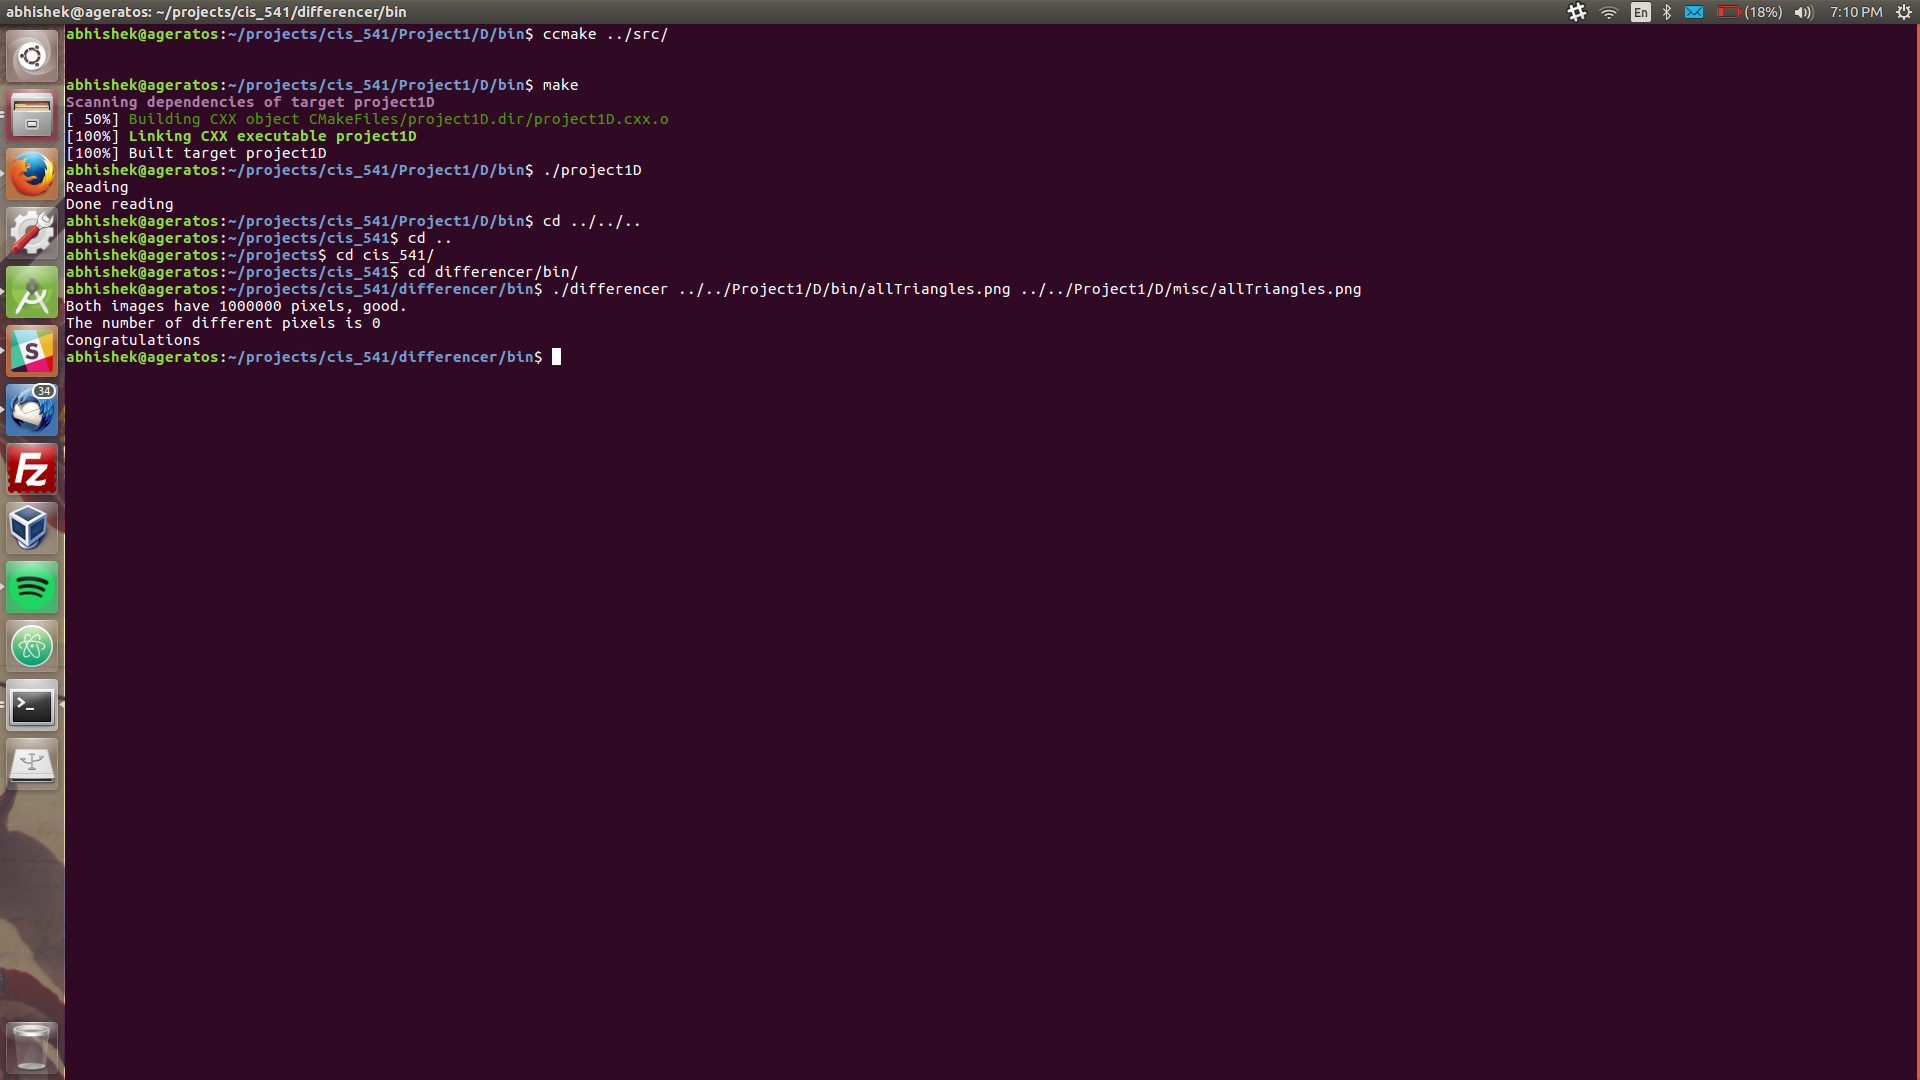 abhishek@ageratos: ~/projects/cis_541/differencer/bin
En
(18%)
7:10 PM
abhishek@ageratos:~/projects/cis_541/Project1/D/bin$ ccmake ../src/
abhishek@ageratos:~/projects/cis_541/Project1/D/bin$ make
Scanning dependencies of target project1D
[ 50%] Building CXX object CMakeFiles/project1D.dir/project1D.cxx.o
[100%] Linking CXX executable project1D
[100%] Built target project1D
abhishek@ageratos:~/projects/cis_541/Project1/D/bin$ ./project1D
Reading
Done reading
abhishek@ageratos:~/projects/cis_541/Project1/D/bin$ cd ../../..
abhishek@ageratos:~/projects/cis_541$ cd ..
abhishek@ageratos:~/projects$ cd cis_541/
abhishek@ageratos:~/projects/cis_541$ cd differencer/bin/
abhishek@ageratos:~/projects/cis_541/differencer/bin$ ./differencer ../../Project1/D/bin/allTriangles.png ../../Project1/D/misc/allTriangles.png
Both images have 1000000 pixels, good.
The number of different pixels is 0
Congratulations
abhishek@ageratos:~/projects/cis_541/differencer/bin$
S
34
Fz
>_